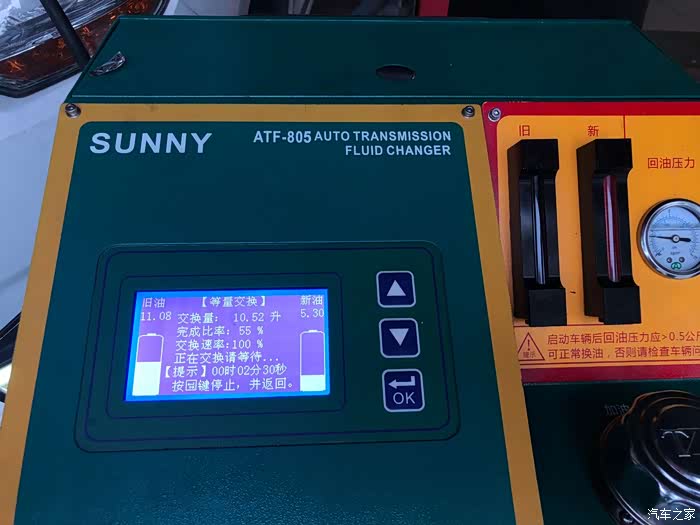 SUNNY
ATF-805 AUTO TRANSMISSION
FLUID CHANGER
旧油 【等量交换】 新油
11.08 交换量: 10.52 升 5.30
完成比率: 55 %
交换速率:100 %
正在交换请等待...
【提示】00时02分30秒
按回键停止，并返回。
OK
旧 新
回油压力
提示
启动车辆后回油压力应>0.5公斤
可正常换油，否则请检查车辆问
加油
汽车之家